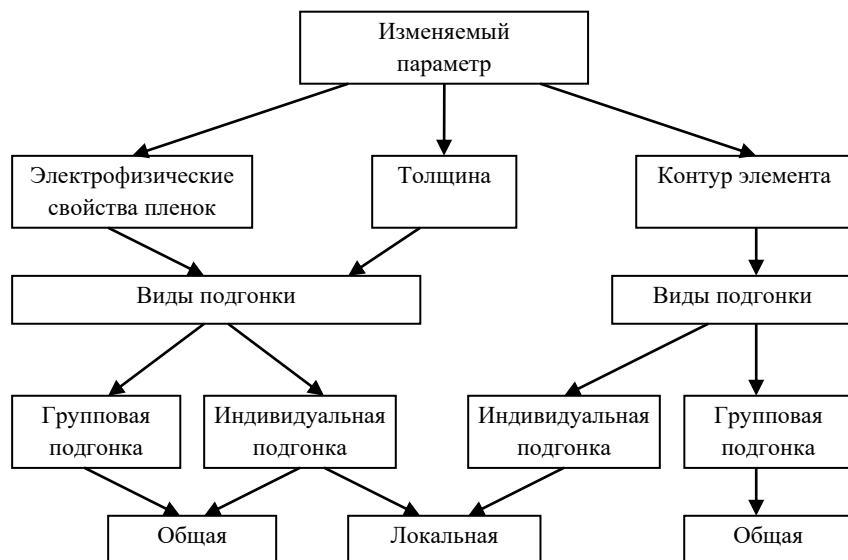 Изменяемый
параметр
Электрофизические
свойства пленок
Толщина
Контур элемента
Виды подгонки
Виды подгонки
Групповая
подгонка
Индивидуальная
подгонка
Индивидуальная
подгонка
Групповая
подгонка
Общая
Локальная
Общая